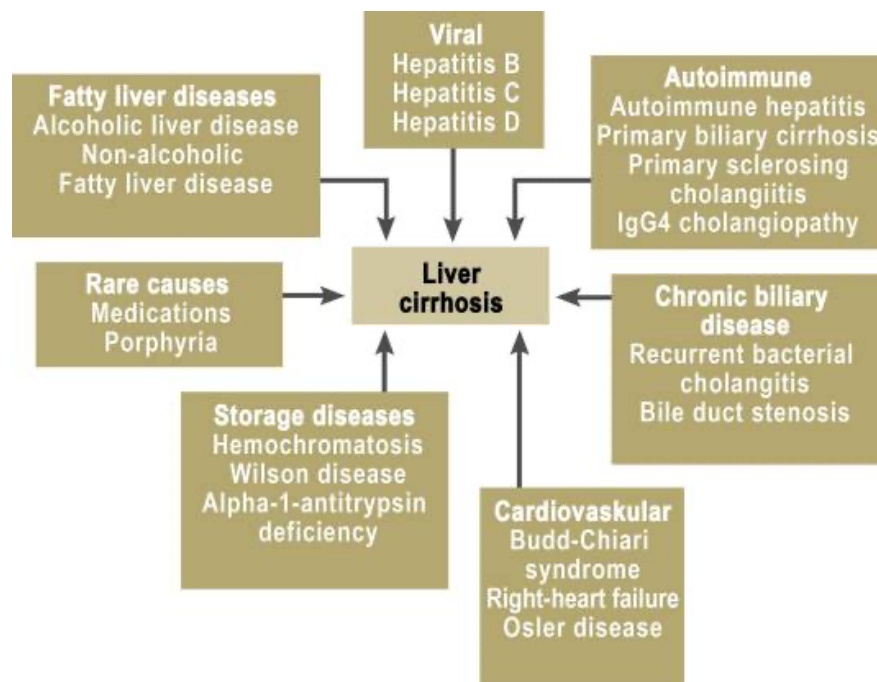 Viral
Hepatitis B
Hepatitis C
Hepatitis D
Fatty liver diseases
Alcoholic liver disease
Non-alcoholic
Fatty liver disease
Autoimmune
Autoimmune hepatitis
Primary biliary cirrhosis
Primary sclerosing
cholangiitis
IgG4 cholangiopathy
Liver
cirrhosis
Rare causes
Medications
Porphyria
Chronic biliary
disease
Recurrent bacterial
cholangitis
Bile duct stenosis
Storage diseases
Hemochromatosis
Wilson disease
Alpha-1-antitrypsin
deficiency
Cardiovaskular
Budd-Chiari
syndrome
Right-heart failure
Osler disease